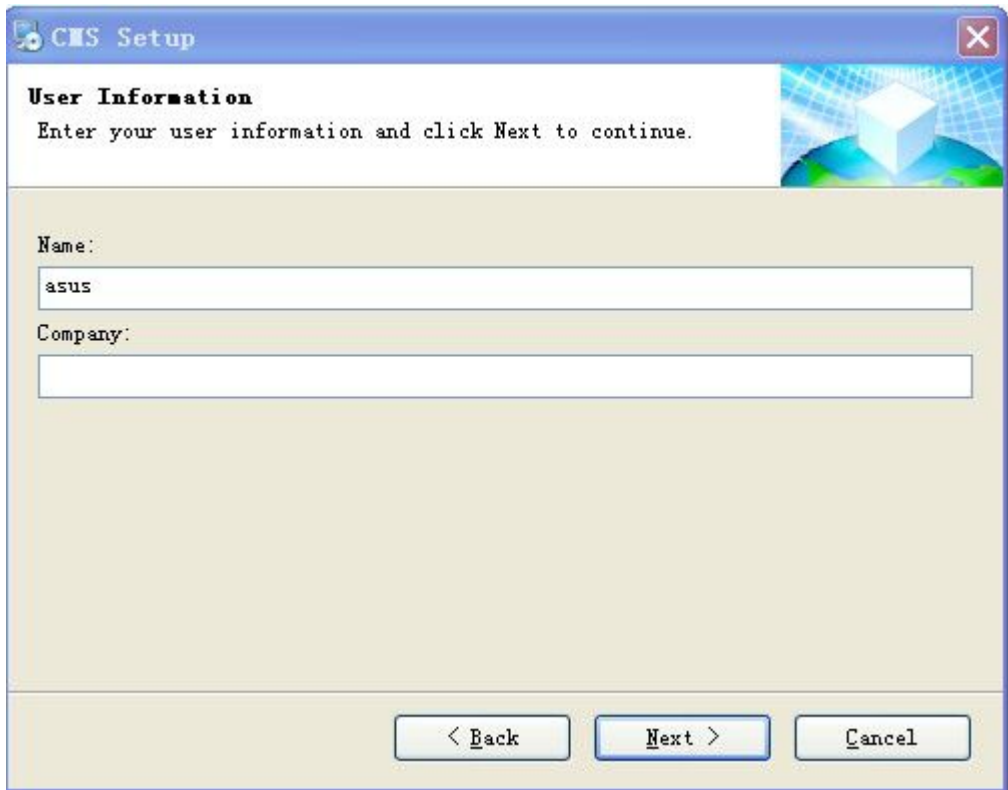 CMS Setup
User Information
Enter your user information and click Next to continue.
Name:
asus
Company:
< Back
Next >
Cancel